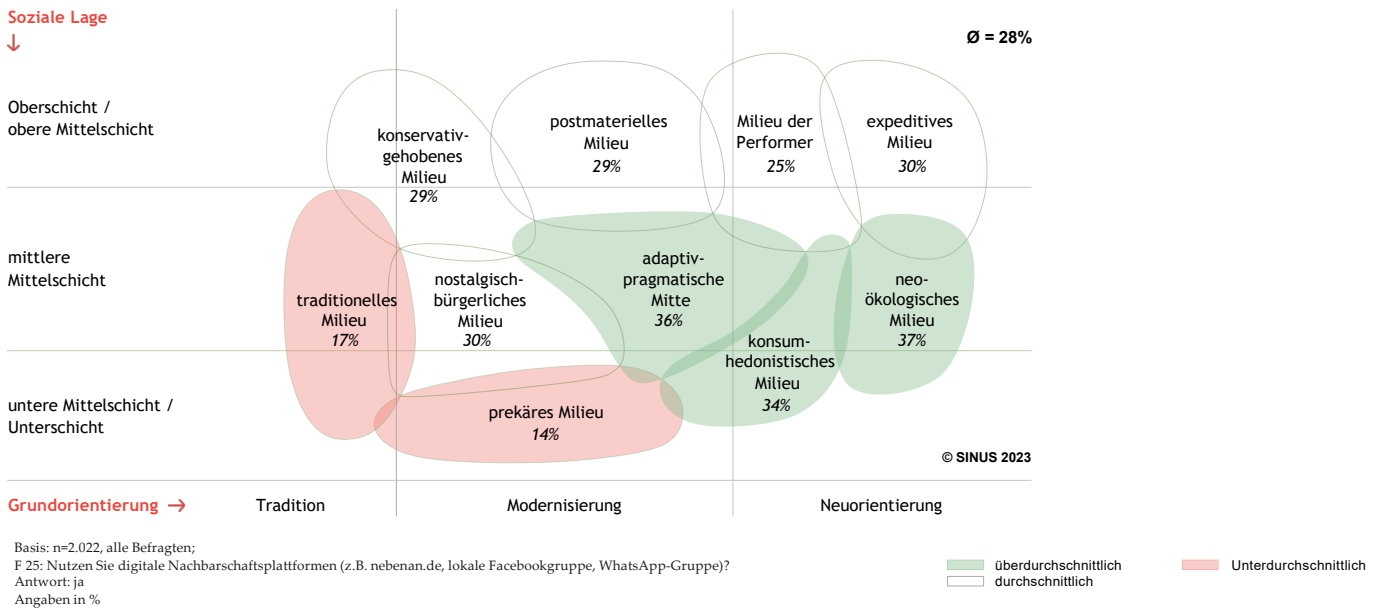 Soziale Lage
↓
Ø = 28%
Oberschicht /
obere Mittelschicht
konservativ-
gehobenes
Milieu
29%
postmaterielles
Milieu
29%
Milieu der
Performer
25%
expeditives
Milieu
30%
mittlere
Mittelschicht
traditionelles
Milieu
17%
nostalgisch-
bürgerliches
Milieu
30%
adaptiv-
pragmatische
Mitte
36%
konsum-
hedonistisches
Milieu
34%
neo-
ökologisches
Milieu
37%
untere Mittelschicht /
Unterschicht
prekäres Milieu
14%
© SINUS 2023
Grundorientierung →
Tradition
Modernisierung
Neuorientierung
Basis: n=2.022, alle Befragten;
F 25: Nutzen Sie digitale Nachbarschaftsplattformen (z.B. nebenan.de, lokale Facebookgruppe, WhatsApp-Gruppe)?
Antwort: ja
Angaben in %
überdurchschnittlich
durchschnittlich
Unterdurchschnittlich